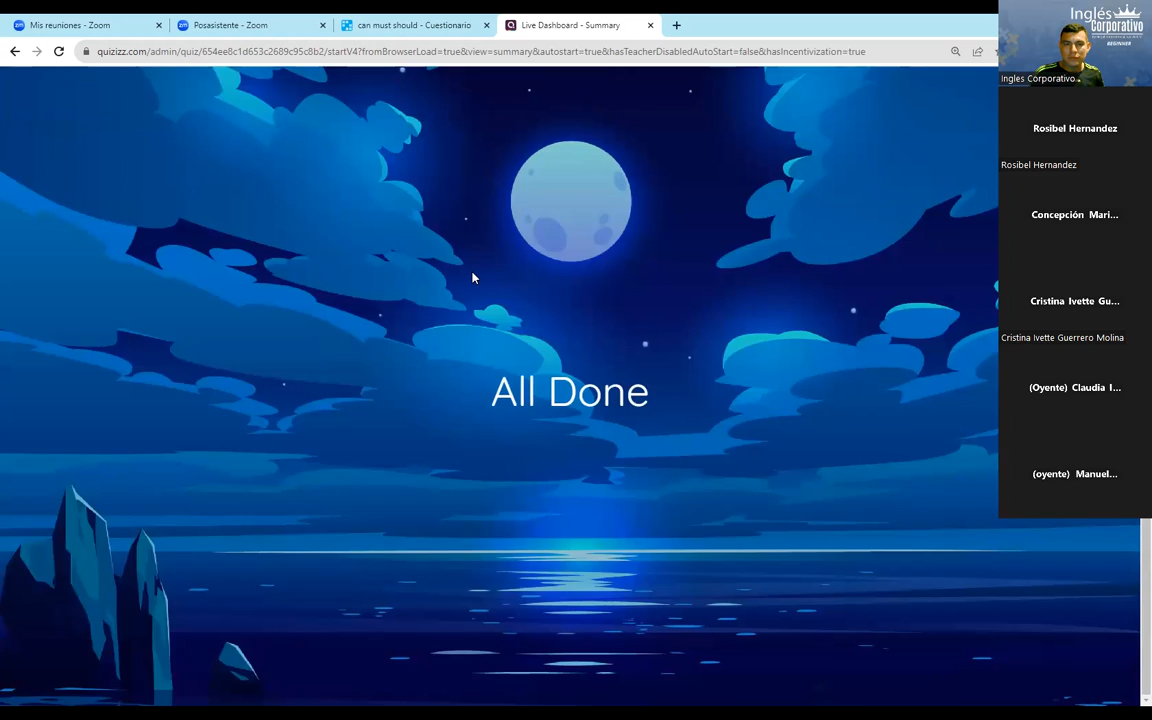 Mis reuniones - Zoom
Posasistente - Zoom
can must should - Cuestionario
Live Dashboard - Summary
quizizz.com/admin/quiz/654ee8c1d653c2689c95c8b2/startV4?fromBrowserLoad=true&view=summary&autostart=true&hasTeacherDisabledAutoStart=false&hasIncentivization=true
Inglés
Corporativo
BEGINNER
Ingles Corporativo
Rosibel Hernandez
Rosibel Hernandez
Concepción Mari...
Cristina Ivette Gu...
Cristina Ivette Guerrero Molina
(Oyente) Claudia I...
(oyente) Manuel...
All Done